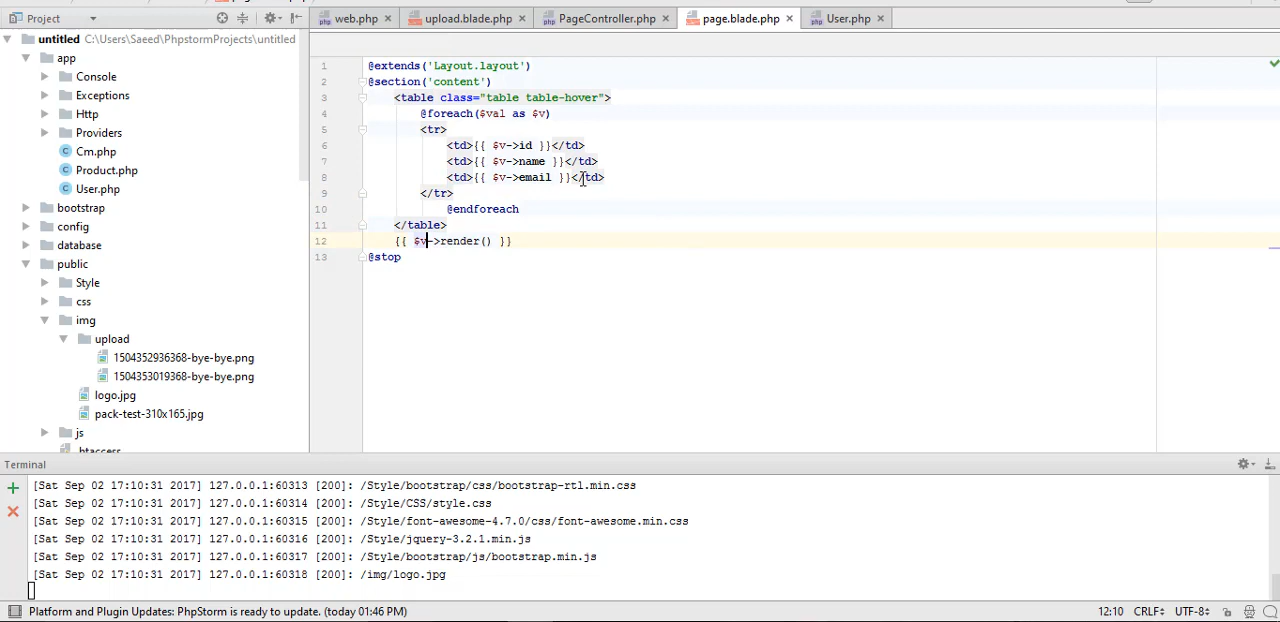 Project
web.php
upload.blade.php
PageController.php
page.blade.php
User.php
untitled C:\Users\Saeed\PhpstormProjects\untitled
app
Console
Exceptions
Http
Providers
Cm.php
Product.php
User.php
bootstrap
config
database
public
Style
css
img
upload
1504352936368-bye-bye.png
1504353019368-bye-bye.png
logo.jpg
pack-test-310x165.jpg
js
.htaccess
1 @extends('Layout.layout')
2 @section('content')
3 <table class="table table-hover">
4 @foreach($val as $v)
5 <tr>
6 <td>{{ $v->id }}</td>
7 <td>{{ $v->name }}</td>
8 <td>{{ $v->email }}</td>
9 </tr>
10 @endforeach
11 </table>
12 {{ $v->render() }}
13 @stop
Terminal
[Sat Sep 02 17:10:31 2017] 127.0.0.1:60313 [200]: /Style/bootstrap/css/bootstrap-rtl.min.css
[Sat Sep 02 17:10:31 2017] 127.0.0.1:60314 [200]: /Style/CSS/style.css
[Sat Sep 02 17:10:31 2017] 127.0.0.1:60315 [200]: /Style/font-awesome-4.7.0/css/font-awesome.min.css
[Sat Sep 02 17:10:31 2017] 127.0.0.1:60316 [200]: /Style/jquery-3.2.1.min.js
[Sat Sep 02 17:10:31 2017] 127.0.0.1:60317 [200]: /Style/bootstrap/js/bootstrap.min.js
[Sat Sep 02 17:10:31 2017] 127.0.0.1:60318 [200]: /img/logo.jpg
Platform and Plugin Updates: PhpStorm is ready to update. (today 01:46 PM)
12:10 CRLF UTF-8